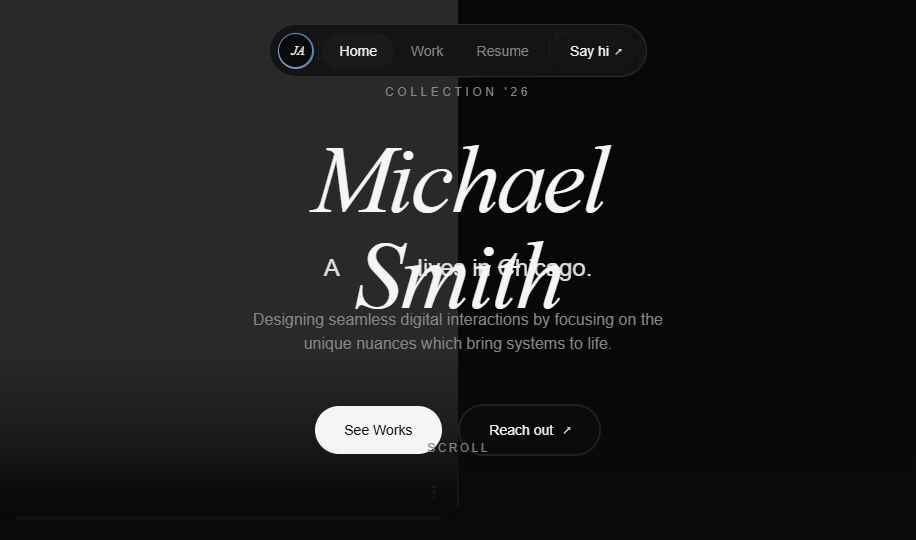 JA
Home
Work
Resume
Say hi ↗
COLLECTION '26
Michael
Smith
A lives in Chicago.
Designing seamless digital interactions by focusing on the
unique nuances which bring systems to life.
See Works
Reach out ↗
SCROLL